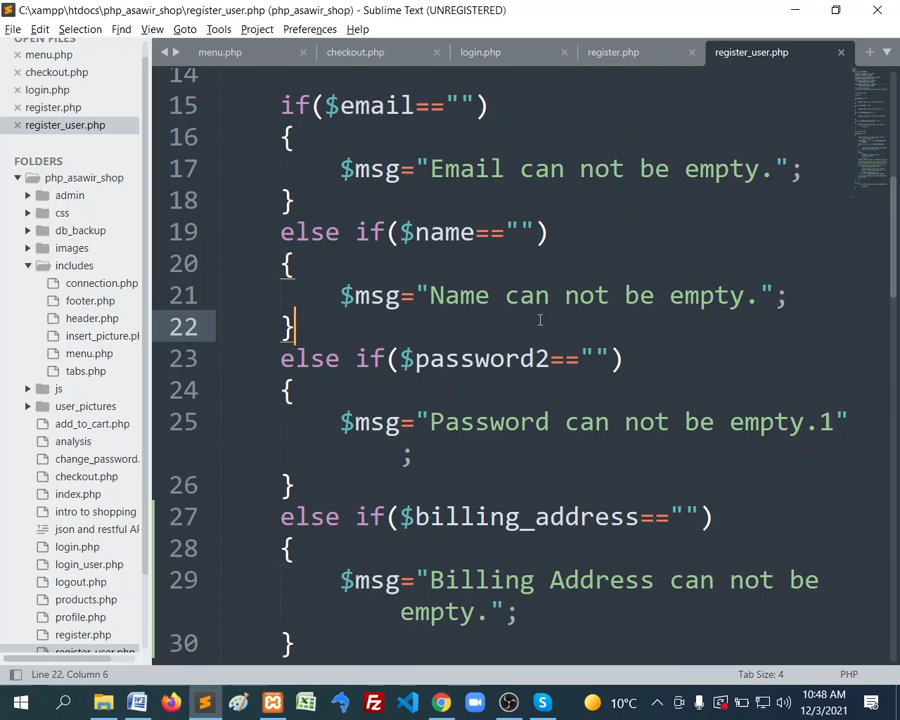 C:\xampp\htdocs\php_asawir_shop\register_user.php (php_asawir_shop) - Sublime Text (UNREGISTERED)
File Edit Selection Find View Goto Tools Project Preferences Help
OPEN FILES
menu.php
checkout.php
login.php
register.php
register_user.php
FOLDERS
php_asawir_shop
admin
css
db_backup
images
includes
connection.php
footer.php
header.php
insert_picture.ph
menu.php
tabs.php
js
user_pictures
add_to_cart.php
analysis
change_password.
checkout.php
index.php
intro to shopping
json and restful AP
login.php
login_user.php
logout.php
products.php
profile.php
register.php
register_user.php
menu.php checkout.php login.php register.php register_user.php
14
15 if($email=="")
16 {
17 $msg="Email can not be empty.";
18 }
19 else if($name=="")
20 {
21 $msg="Name can not be empty.";
22 }
23 else if($password2=="")
24 {
25 $msg="Password can not be empty.1"
;
26 }
27 else if($billing_address=="")
28 {
29 $msg="Billing Address can not be
empty.";
30 }
Line 22, Column 6 Tab Size: 4 PHP
10°C 10:48 AM
12/3/2021